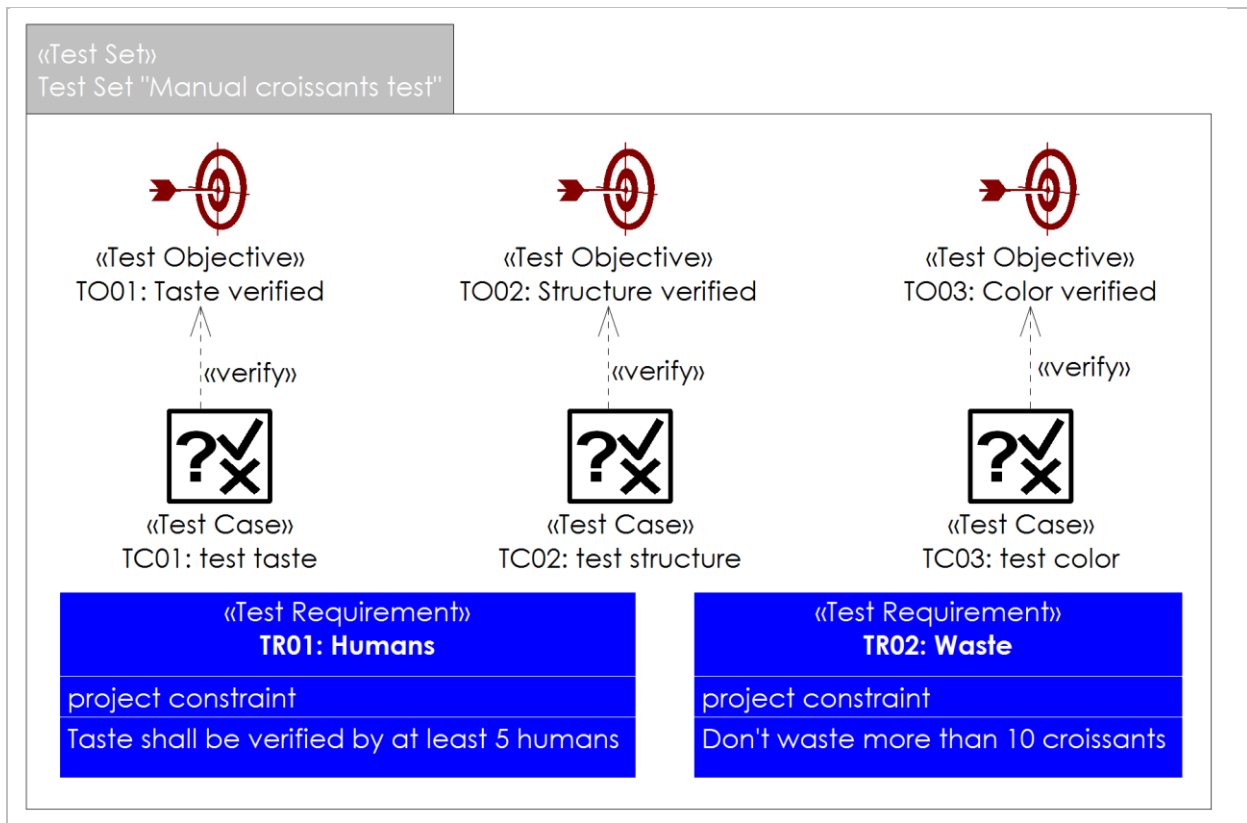 «Test Set»
Test Set "Manual croissants test"
«Test Objective»
TO01: Taste verified
«Test Objective»
TO02: Structure verified
«Test Objective»
TO03: Color verified
«verify»
«verify»
«verify»
«Test Case»
TC01: test taste
«Test Case»
TC02: test structure
«Test Case»
TC03: test color
«Test Requirement»
TR01: Humans
project constraint
Taste shall be verified by at least 5 humans
«Test Requirement»
TR02: Waste
project constraint
Don't waste more than 10 croissants